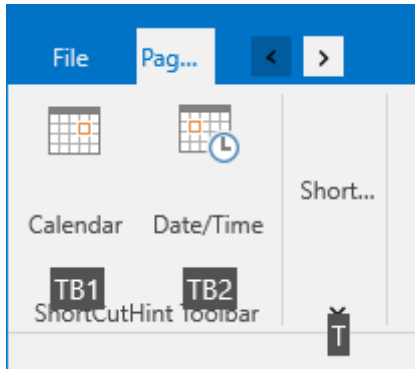 File Pag...
Calendar Date/Time Short...
TB1 TB2
ShortCutHint Toolbar
T